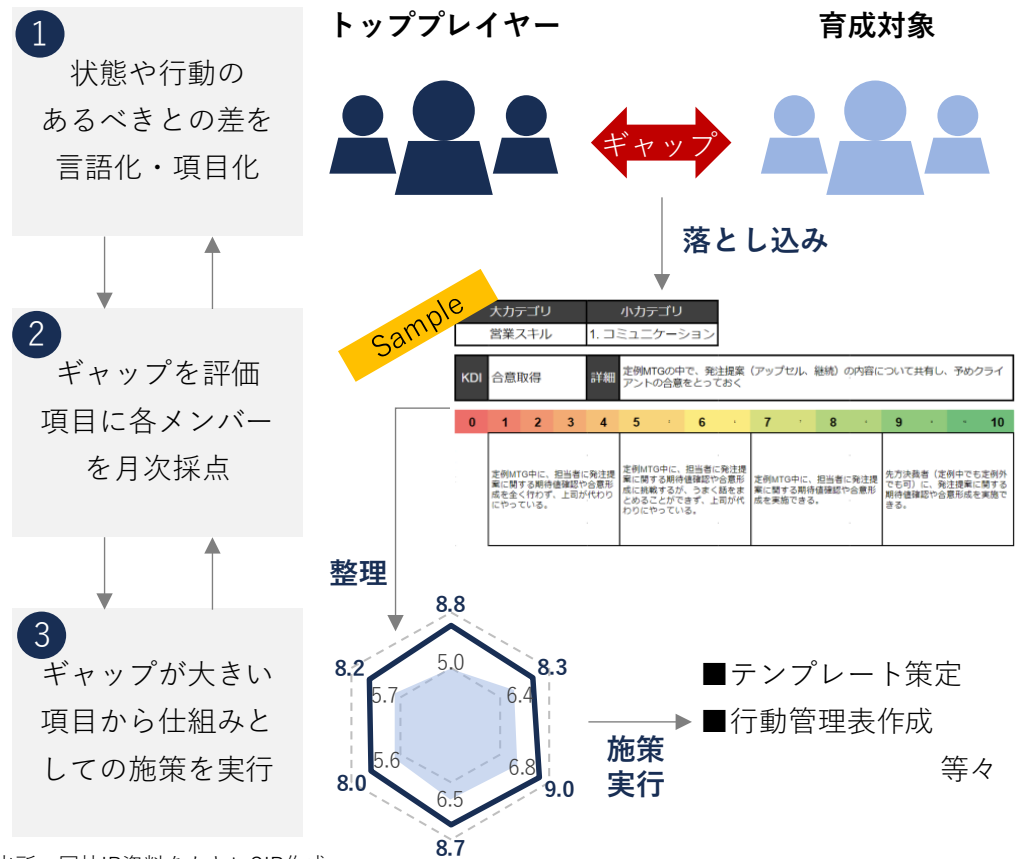 1
状態や行動の
あるべきとの差を
言語化・項目化
2
ギャップを評価
項目に各メンバー
を月次採点
3
ギャップが大きい
項目から仕組みと
しての施策を実行
トッププレイヤー
育成対象
ギャップ
落とし込み
Sample
大カテゴリ 小カテゴリ
営業スキル 1. コミュニケーション
KDI 合意取得 詳細
定例MTGの中で、発注提案（アップセル、継続）の内容について共有し、予めクライ
アントの合意をとっておく
0 1 2 3 4 5 · 6 · 7 · 8 · 9 · - 10
定例MTG中に、担当者に発注提
案に関する期待値確認や合意形
成を全く行わず、上司が代わり
にやっている。
定例MTG中に、担当者に発注提
案に関する期待値確認や合意形
成に挑戦するが、うまく話をま
とめることができず、上司が代
わりにやっている。
定例MTG中に、担当者に発注提
案に関する期待値確認や合意形
成を実施できる。
先方決裁者（定例中でも定例外
でも可）に、発注提案に関する
期待値確認や合意形成を実施で
きる。
整理
8.8
8.2
8.3
5.0
5.7
6.4
5.6
6.8
6.5
8.0
9.0
8.7
施策
実行
■テンプレート策定
■行動管理表作成
等々